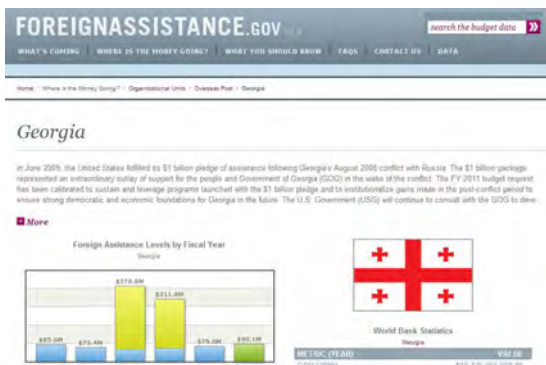 FOREIGNASSISTANCE.GOV
search the budget data
WHAT'S COMING WHERE IS THE MONEY GOING? WHAT YOU SHOULD KNOW FAQS CONTACT US DATA
Home / Where is the Money Going? / Organizational Units / Overseas Post / Georgia
Georgia
In June 2009, the United States fulfilled its $1 billion pledge of assistance following Georgia's August 2008 conflict with Russia. The $1 billion package
represented an extraordinary outlay of support for the people and Government of Georgia (GOG) in the wake of the conflict. The FY 2011 budget request
has been calibrated to sustain and leverage programs launched with the $1 billion pledge and to institutionalize gains made in the post-conflict period to
ensure strong democratic and economic foundations for Georgia in the future. The U.S. Government (USG) will continue to consult with the GOG to deve
More
Foreign Assistance Levels by Fiscal Year
Georgia
$378.0M
$311.0M
$73.4M
$79.0M
$90.1M
World Bank Statistics
Georgia
METRIC (YEAR) VALUE